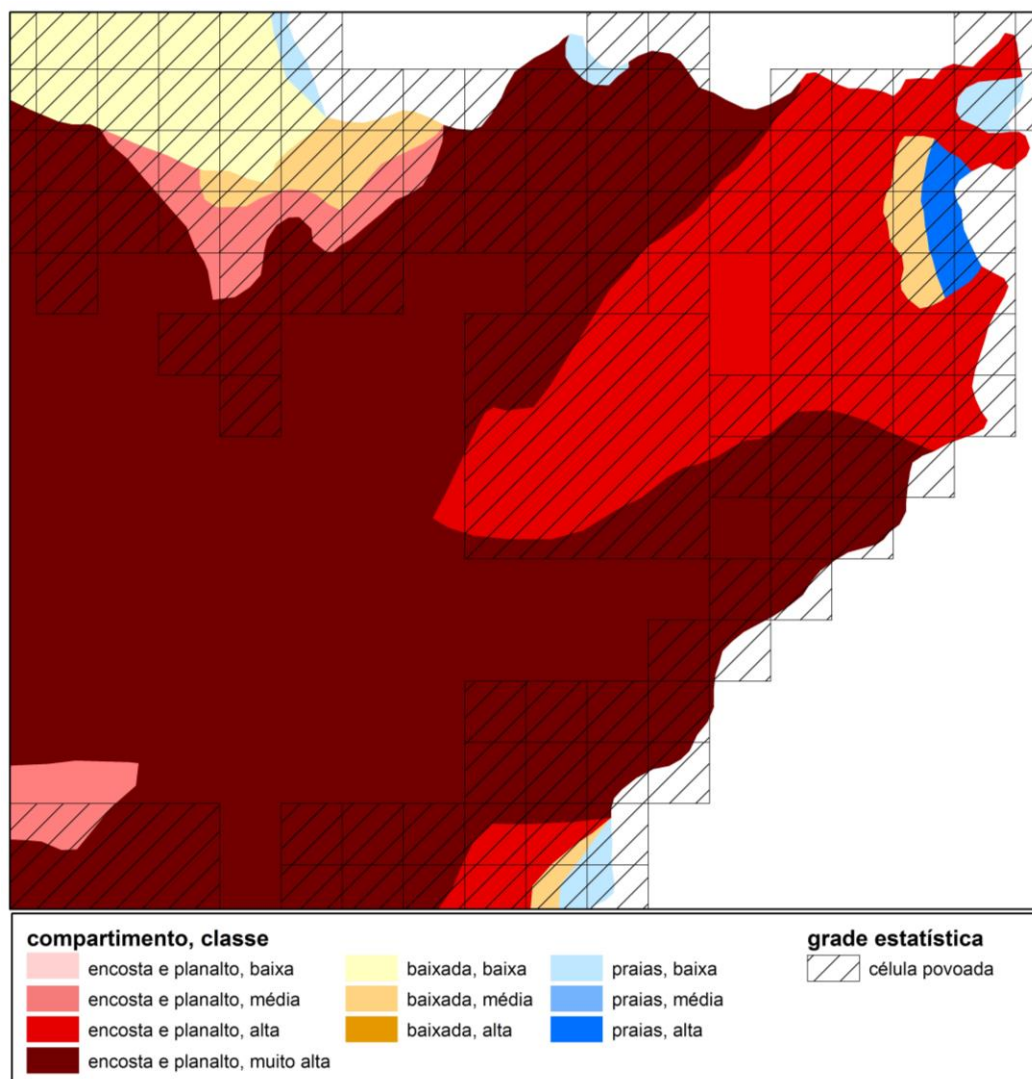 compartimento, classe
encosta e planalto, baixa
encosta e planalto, média
encosta e planalto, alta
encosta e planalto, muito alta
baixada, baixa
baixada, média
baixada, alta
praias, baixa
praias, média
praias, alta
grade estatística
célula povoada